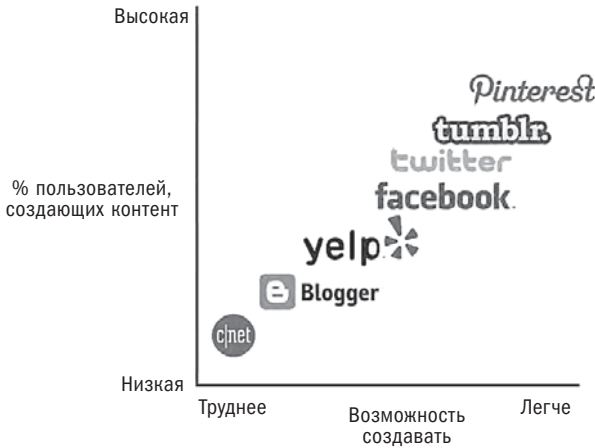 Высокая
Pinterest
tumblr.
twitter
% пользователей,
создающих контент
facebook.
yelp
Blogger
c|net
Низкая
Труднее
Возможность
создавать
Легче